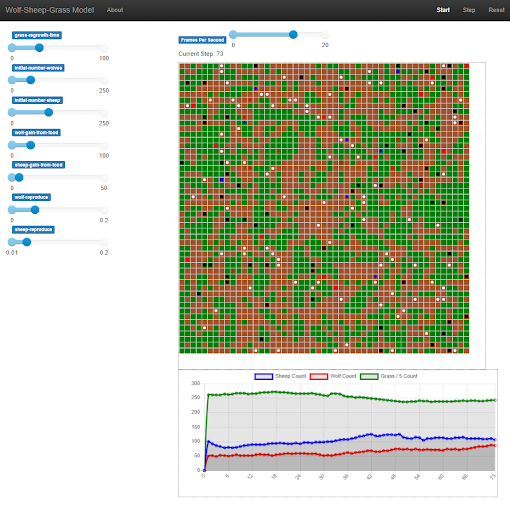 Wolf-Sheep-Grass Model About Start Step Reset
grass-regrowth-time
0 100
initial-number-wolves
0 250
initial-number-sheep
0 250
wolf-gain-from-food
0 100
sheep-gain-from-food
0 50
wolf-reproduce
0 0.2
sheep-reproduce
0.01 0.2
Frames Per Second
0 20
Current Step: 73
Sheep Count Wolf Count Grass / 5 Count
300
250
200
150
100
50
0
0 6 12 18 24 30 36 42 48 54 60 66 73